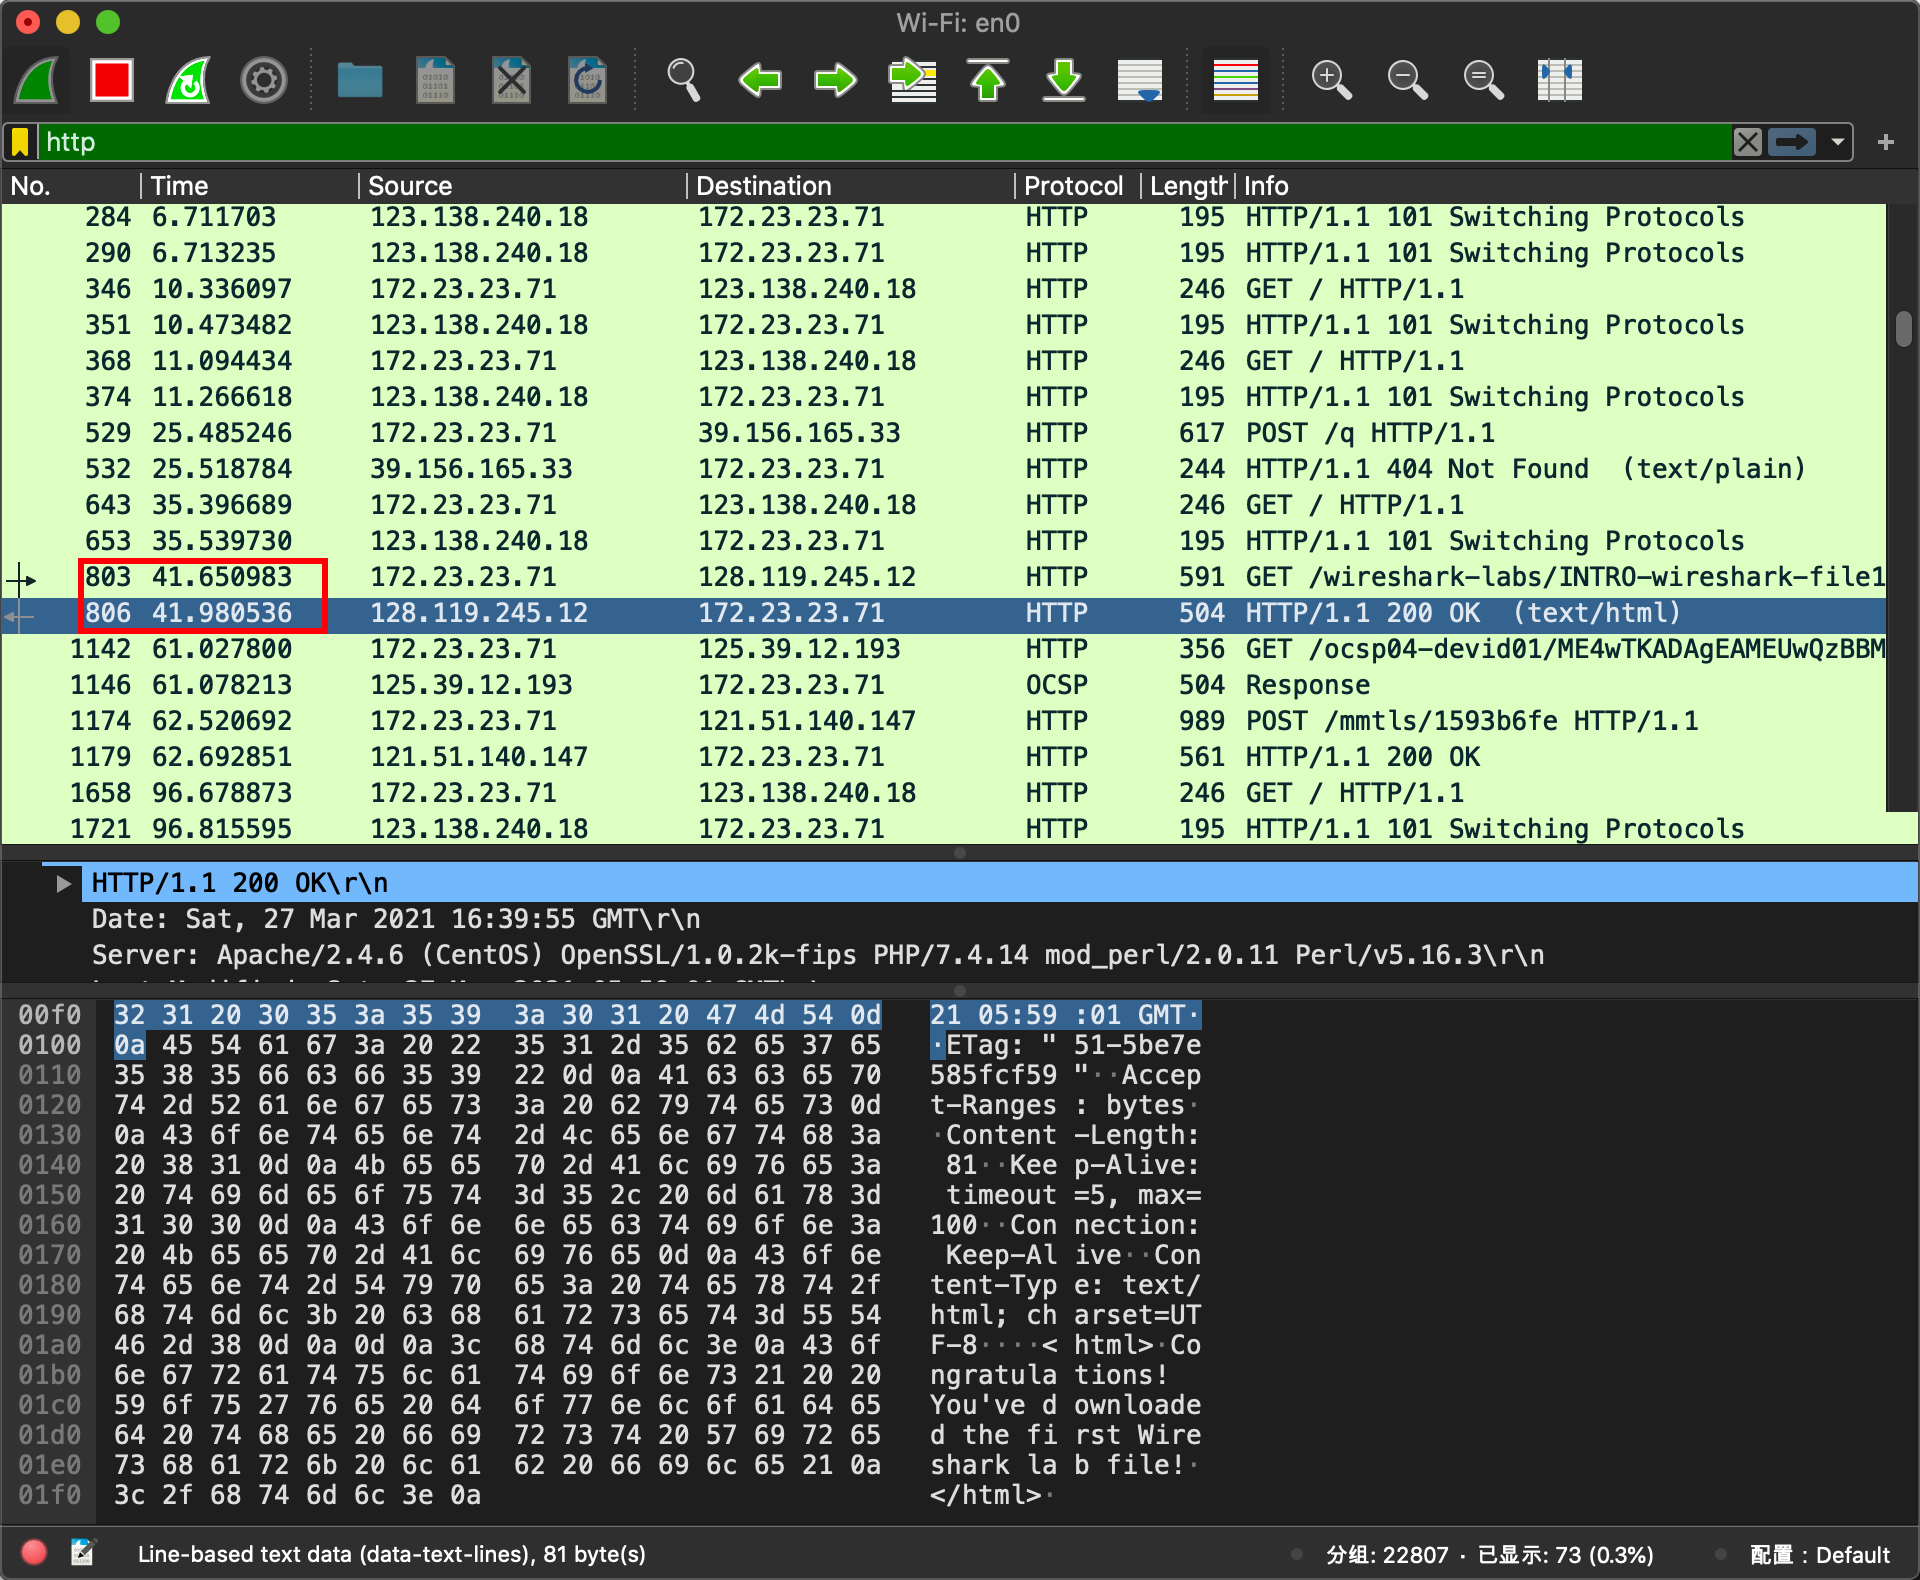 Wi-Fi: en0
http
No. Time Source Destination Protocol Length Info
284 6.711703 123.138.240.18 172.23.23.71 HTTP 195 HTTP/1.1 101 Switching Protocols
290 6.713235 123.138.240.18 172.23.23.71 HTTP 195 HTTP/1.1 101 Switching Protocols
346 10.336097 172.23.23.71 123.138.240.18 HTTP 246 GET / HTTP/1.1
351 10.473482 123.138.240.18 172.23.23.71 HTTP 195 HTTP/1.1 101 Switching Protocols
368 11.094434 172.23.23.71 123.138.240.18 HTTP 246 GET / HTTP/1.1
374 11.266618 123.138.240.18 172.23.23.71 HTTP 195 HTTP/1.1 101 Switching Protocols
529 25.485246 172.23.23.71 39.156.165.33 HTTP 617 POST /q HTTP/1.1
532 25.518784 39.156.165.33 172.23.23.71 HTTP 244 HTTP/1.1 404 Not Found (text/plain)
643 35.396689 172.23.23.71 123.138.240.18 HTTP 246 GET / HTTP/1.1
653 35.539730 123.138.240.18 172.23.23.71 HTTP 195 HTTP/1.1 101 Switching Protocols
803 41.650983 172.23.23.71 128.119.245.12 HTTP 591 GET /wireshark-labs/INTRO-wireshark-file1
806 41.980536 128.119.245.12 172.23.23.71 HTTP 504 HTTP/1.1 200 OK (text/html)
1142 61.027800 172.23.23.71 125.39.12.193 HTTP 356 GET /ocsp04-devid01/ME4wTKADAgEAMEUwQzBBM
1146 61.078213 125.39.12.193 172.23.23.71 OCSP 504 Response
1174 62.520692 172.23.23.71 121.51.140.147 HTTP 989 POST /mmtls/1593b6fe HTTP/1.1
1179 62.692851 121.51.140.147 172.23.23.71 HTTP 561 HTTP/1.1 200 OK
1658 96.678873 172.23.23.71 123.138.240.18 HTTP 246 GET / HTTP/1.1
1721 96.815595 123.138.240.18 172.23.23.71 HTTP 195 HTTP/1.1 101 Switching Protocols
HTTP/1.1 200 OK\r\n
Date: Sat, 27 Mar 2021 16:39:55 GMT\r\n
Server: Apache/2.4.6 (CentOS) OpenSSL/1.0.2k-fips PHP/7.4.14 mod_perl/2.0.11 Perl/v5.16.3\r\n
00f0 32 31 20 30 35 3a 35 39 3a 30 31 20 47 4d 54 0d 21 05:59 :01 GMT·
0100 0a 45 54 61 67 3a 20 22 35 31 2d 35 62 65 37 65 ·ETag: " 51-5be7e
0110 35 38 35 66 63 66 35 39 22 0d 0a 41 63 63 65 70 585fcf59 "··Accep
0120 74 2d 52 61 6e 67 65 73 3a 20 62 79 74 65 73 0d t-Ranges : bytes·
0130 0a 43 6f 6e 74 65 6e 74 2d 4c 65 6e 67 74 68 3a ·Content -Length:
0140 20 38 31 0d 0a 4b 65 65 70 2d 41 6c 69 76 65 3a 81··Kee p-Alive:
0150 20 74 69 6d 65 6f 75 74 3d 35 2c 20 6d 61 78 3d timeout =5, max=
0160 31 30 30 0d 0a 43 6f 6e 6e 65 63 74 69 6f 6e 3a 100··Con nection:
0170 20 4b 65 65 70 2d 41 6c 69 76 65 0d 0a 43 6f 6e Keep-Al ive··Con
0180 74 65 6e 74 2d 54 79 70 65 3a 20 74 65 78 74 2f tent-Typ e: text/
0190 68 74 6d 6c 3b 20 63 68 61 72 73 65 74 3d 55 54 html; ch arset=UT
01a0 46 2d 38 0d 0a 0d 0a 3c 68 74 6d 6c 3e 0a 43 6f F-8····< html>·Co
01b0 6e 67 72 61 74 75 6c 61 74 69 6f 6e 73 21 20 20 ngratula tions!
01c0 59 6f 75 27 76 65 20 64 6f 77 6e 6c 6f 61 64 65 You've d ownloade
01d0 64 20 74 68 65 20 66 69 72 73 74 20 57 69 72 65 d the fi rst Wire
01e0 73 68 61 72 6b 20 6c 61 62 20 66 69 6c 65 21 0a shark la b file!·
01f0 3c 2f 68 74 6d 6c 3e 0a </html>·
Line-based text data (data-text-lines), 81 byte(s) 分组: 22807 · 已显示: 73 (0.3%) 配置 : Default